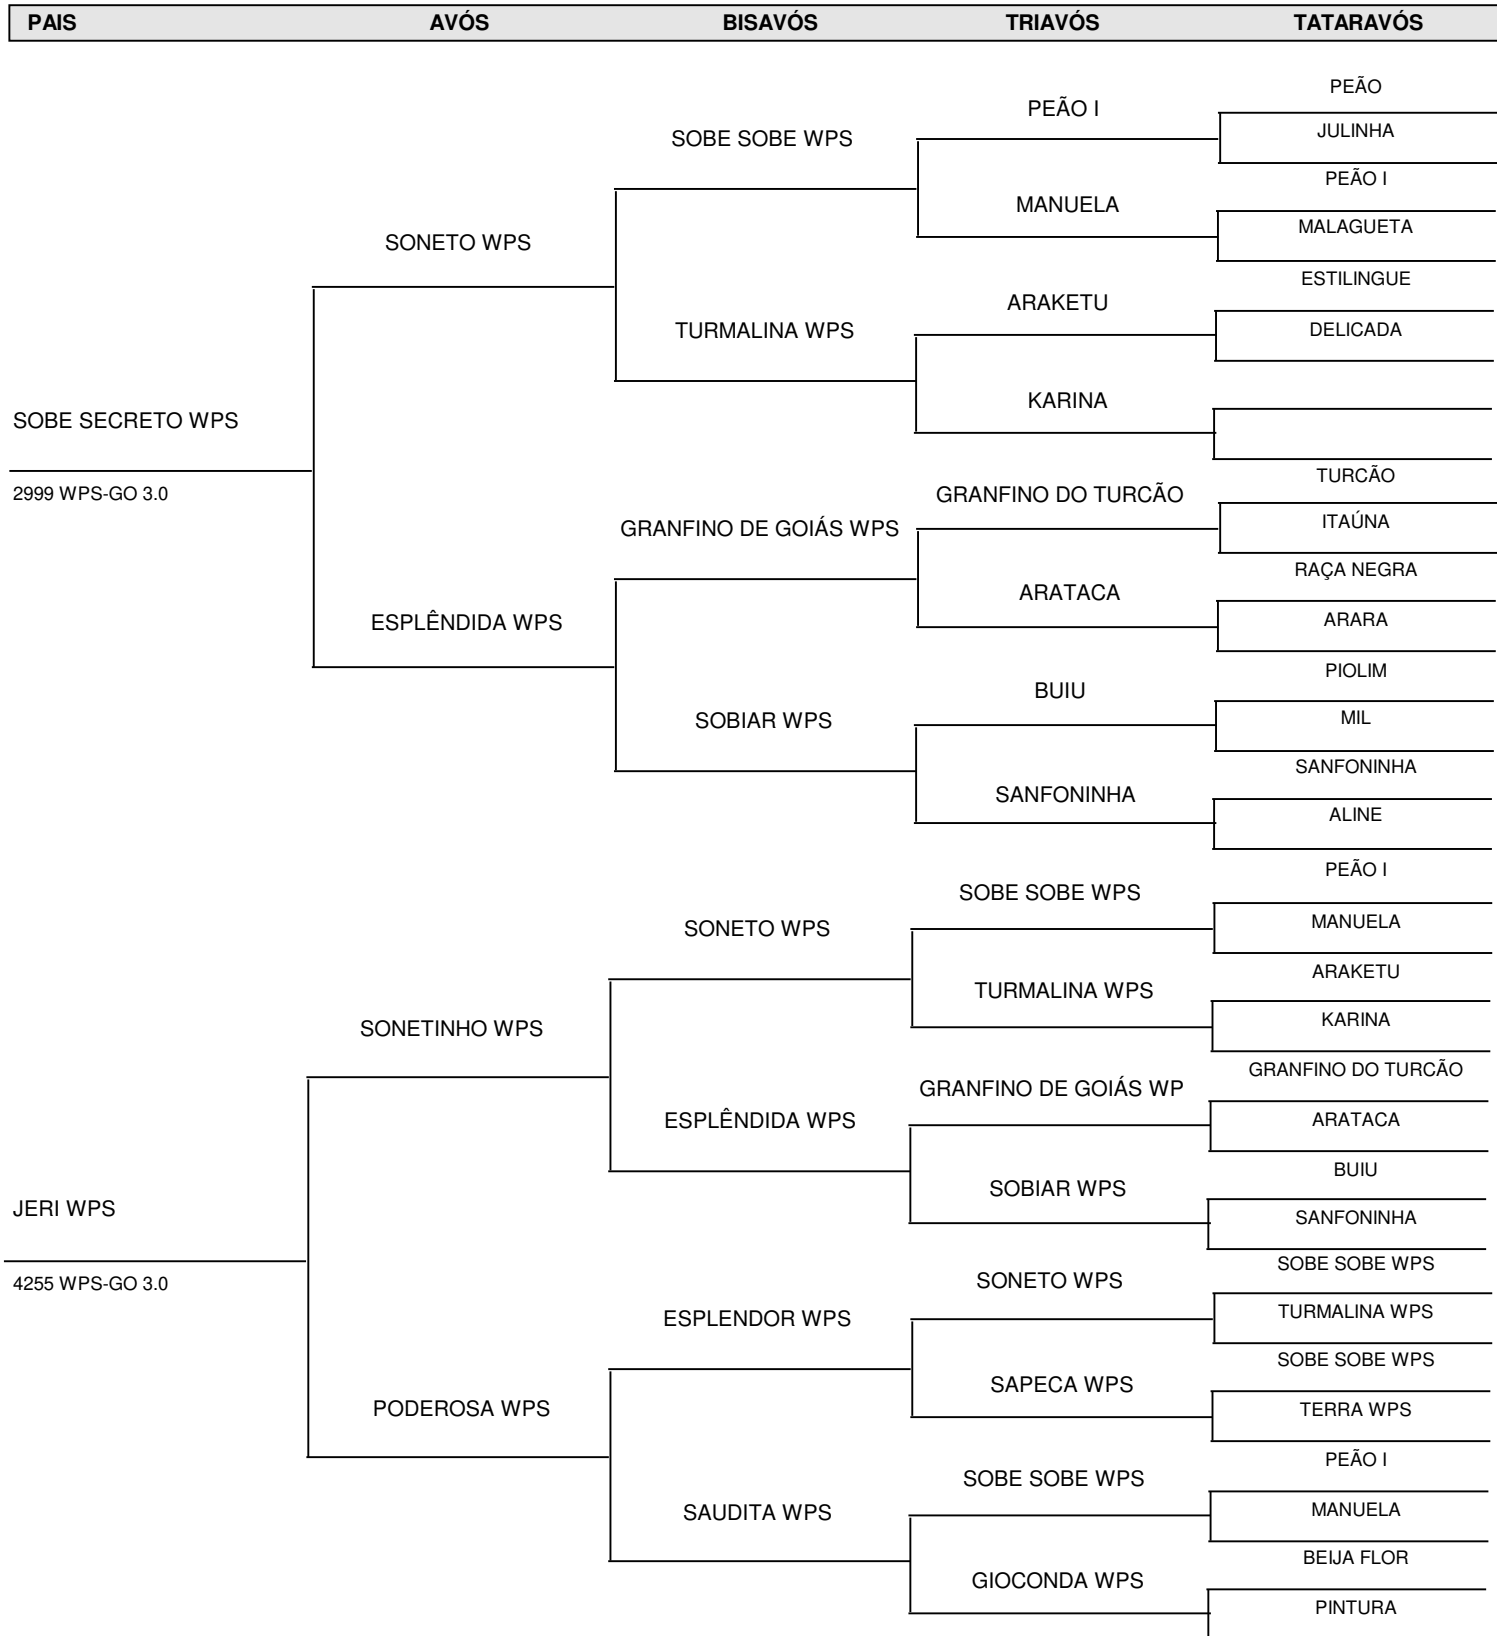 PAIS AVÓS BISAVÓS TRIAVÓS TATARAVÓS
PEÃO
PEÃO I
JULINHA
SOBE SOBE WPS
PEÃO I
MANUELA
MALAGUETA
SONETO WPS
ESTILINGUE
ARAKETU
DELICADA
TURMALINA WPS
KARINA
SOBE SECRETO WPS
TURCÃO
2999 WPS-GO 3.0
GRANFINO DO TURCÃO
ITAÚNA
GRANFINO DE GOIÁS WPS
RAÇA NEGRA
ARATACA
ARARA
ESPLÊNDIDA WPS
PIOLIM
BUIU
MIL
SOBIAR WPS
SANFONINHA
SANFONINHA
ALINE
PEÃO I
SOBE SOBE WPS
MANUELA
SONETO WPS
ARAKETU
TURMALINA WPS
KARINA
SONETINHO WPS
GRANFINO DO TURCÃO
GRANFINO DE GOIÁS WP
ARATACA
ESPLÊNDIDA WPS
BUIU
SOBIAR WPS
JERI WPS
SANFONINHA
SOBE SOBE WPS
4255 WPS-GO 3.0
SONETO WPS
TURMALINA WPS
ESPLENDOR WPS
SOBE SOBE WPS
SAPECA WPS
PODEROSA WPS
TERRA WPS
PEÃO I
SOBE SOBE WPS
MANUELA
SAUDITA WPS
BEIJA FLOR
GIOCONDA WPS
PINTURA